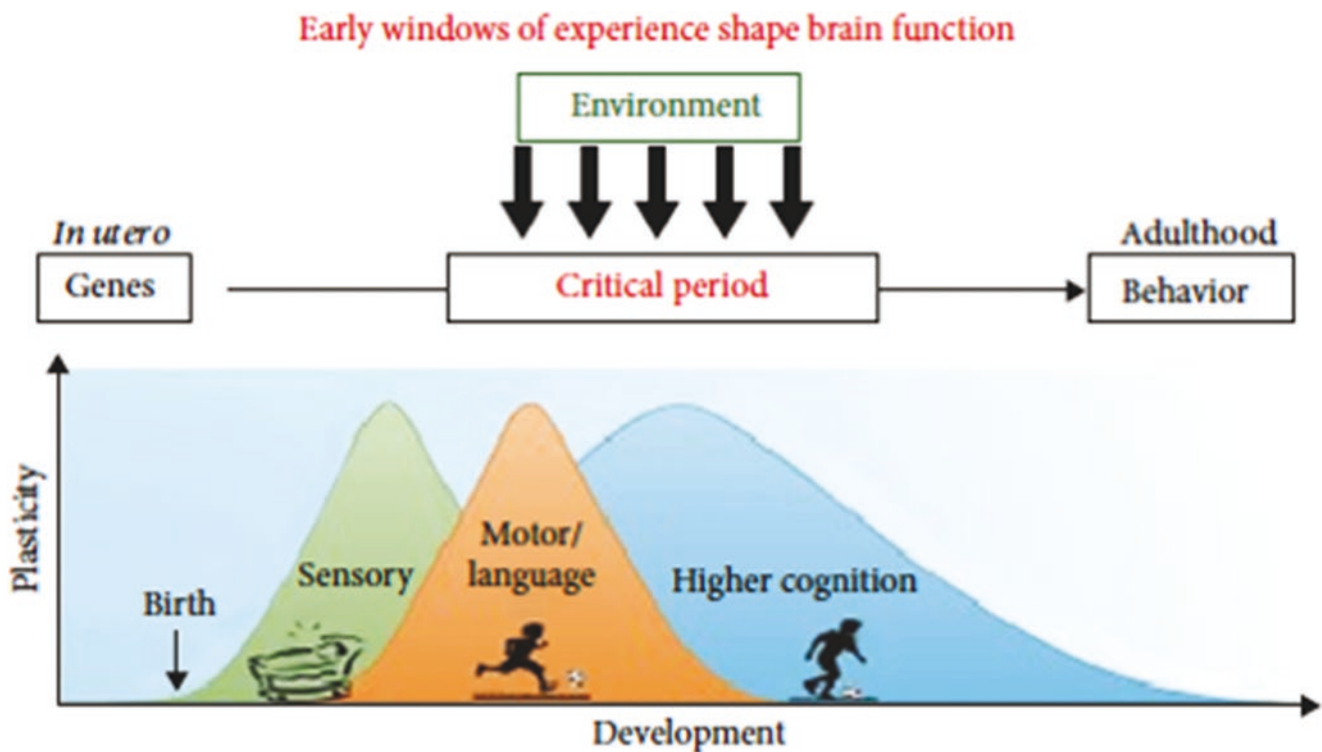 Early windows of experience shape brain function
Environment
In utero
Genes
Critical period
Adulthood
Behavior
Plasticity
Birth
Sensory
Motor/
language
Higher cognition
Development